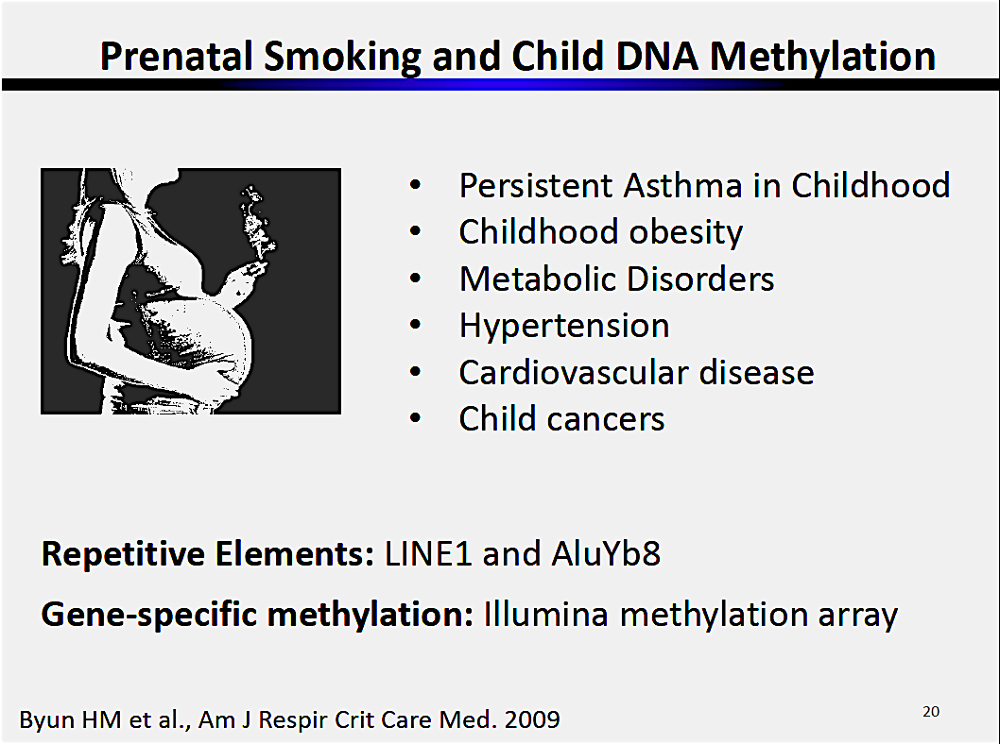 Prenatal Smoking and Child DNA Methylation
• Persistent Asthma in Childhood
• Childhood obesity
• Metabolic Disorders
• Hypertension
• Cardiovascular disease
• Child cancers
Repetitive Elements: LINE1 and AluYb8
Gene-specific methylation: Illumina methylation array
Byun HM et al., Am J Respir Crit Care Med. 2009
20